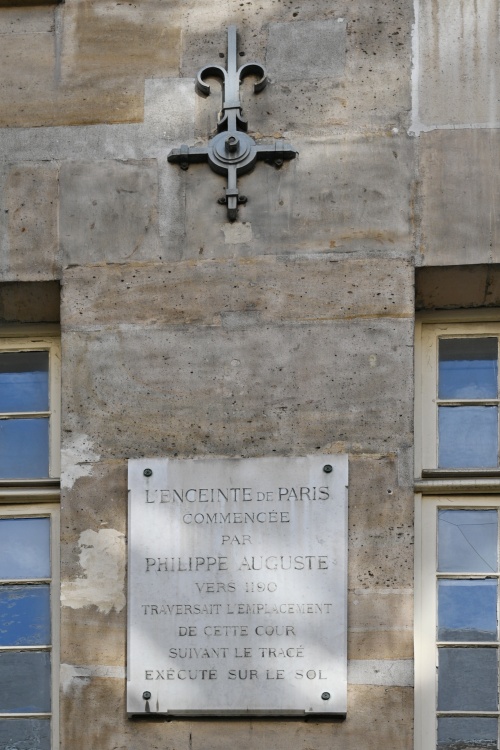 L'ENCEINTE DE PARIS
COMMENCÉE
PAR
PHILIPPE AUGUSTE
VERS 1190
TRAVERSAIT L'EMPLACEMENT
DE CETTE COUR
SUIVANT LE TRACÉ
EXÉCUTÉ SUR LE SOL